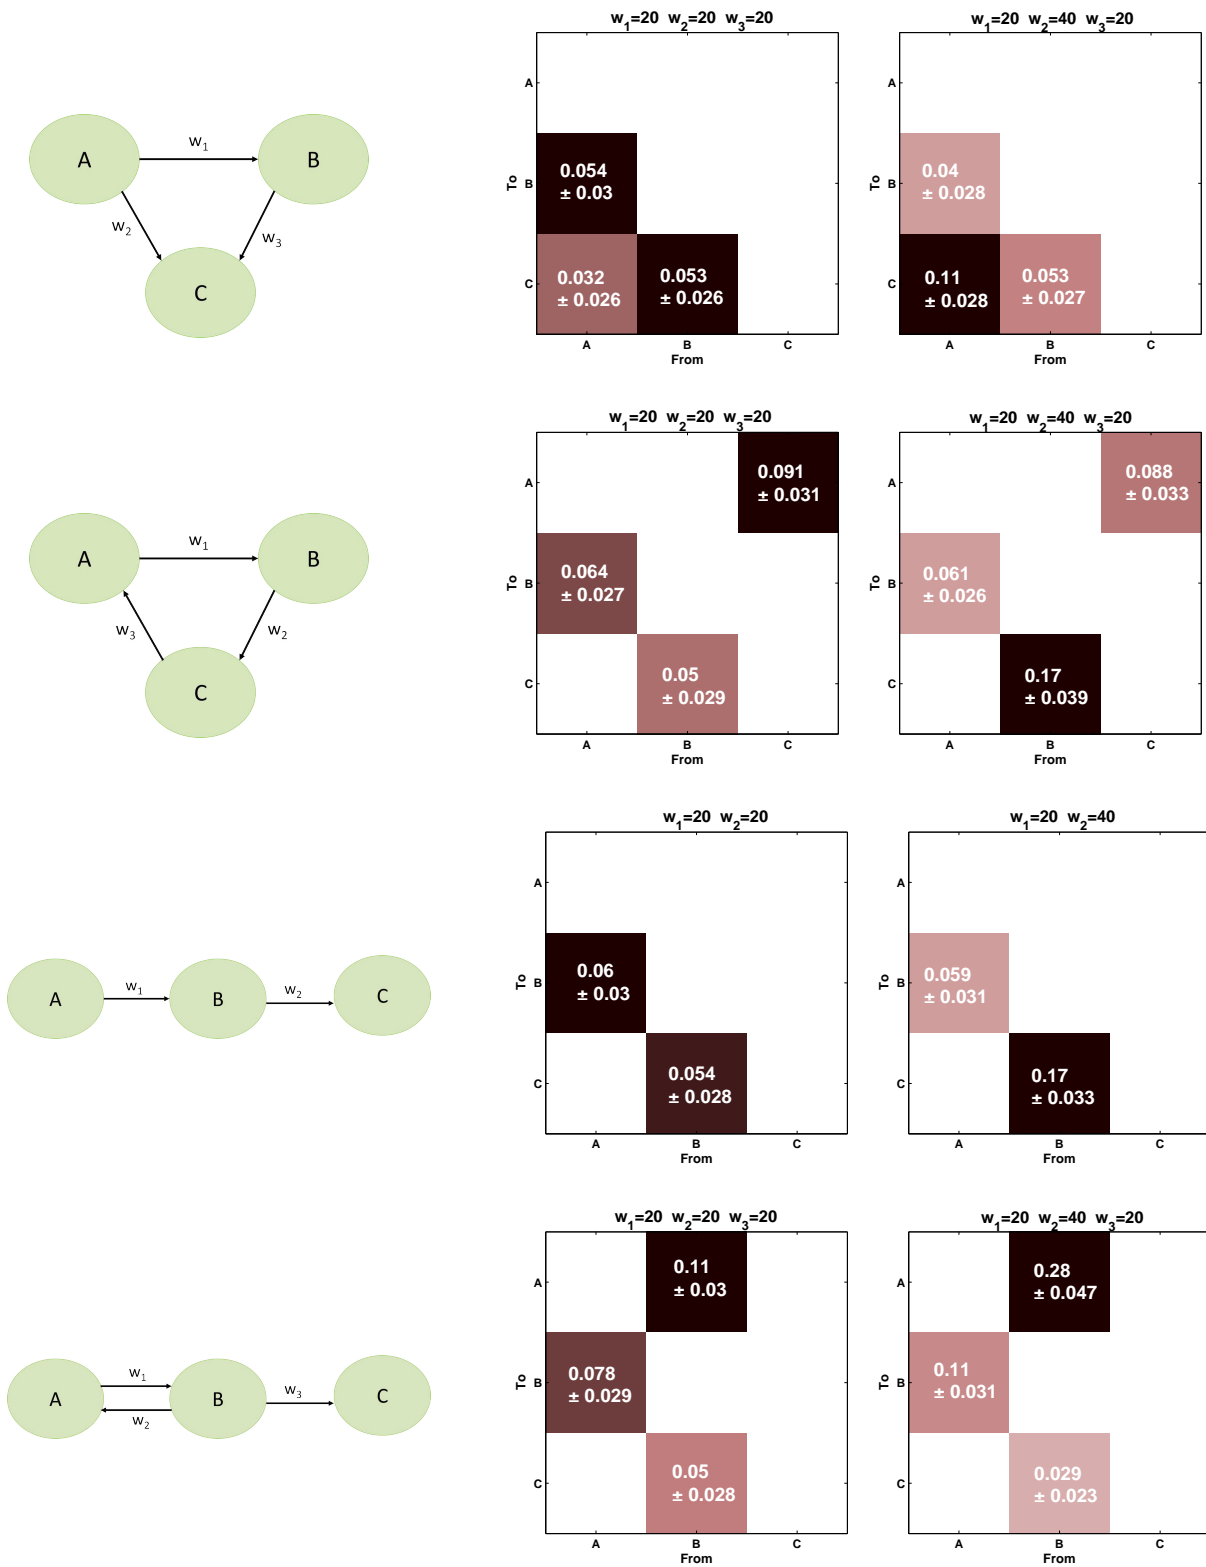 w1=20 w2=20 w3=20
w1=20 w2=40 w3=20
A
B
C
w1
w2
w3
To
A
B
C
0.054
± 0.03
0.032
± 0.026
0.053
± 0.026
A
B
C
From
To
A
B
C
0.04
± 0.028
0.11
± 0.028
0.053
± 0.027
A
B
C
From
w1=20 w2=20 w3=20
w1=20 w2=40 w3=20
A
B
C
w1
w3
w2
To
A
B
C
0.091
± 0.031
0.064
± 0.027
0.05
± 0.029
A
B
C
From
To
A
B
C
0.088
± 0.033
0.061
± 0.026
0.17
± 0.039
A
B
C
From
w1=20 w2=20
w1=20 w2=40
A
w1
B
w2
C
To
A
B
C
0.06
± 0.03
0.054
± 0.028
A
B
C
From
To
A
B
C
0.059
± 0.031
0.17
± 0.033
A
B
C
From
w1=20 w2=20 w3=20
w1=20 w2=40 w3=20
A
w1
w2
B
w3
C
To
A
B
C
0.11
± 0.03
0.078
± 0.029
0.05
± 0.028
A
B
C
From
To
A
B
C
0.28
± 0.047
0.11
± 0.031
0.029
± 0.023
A
B
C
From